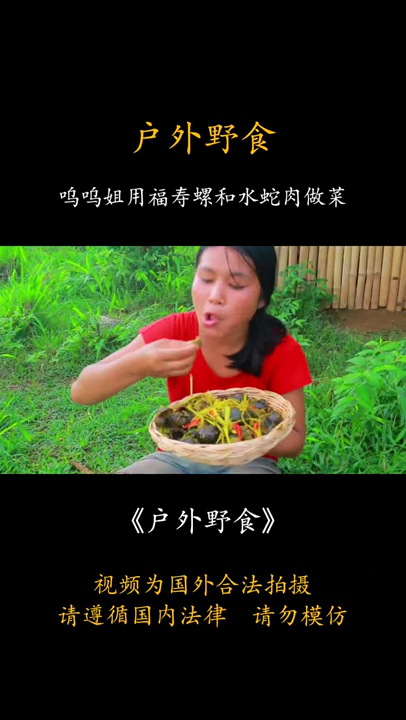 户外野食
呜呜姐用福寿螺和水蛇肉做菜
《户外野食》
视频为国外合法拍摄
请遵循国内法律 请勿模仿